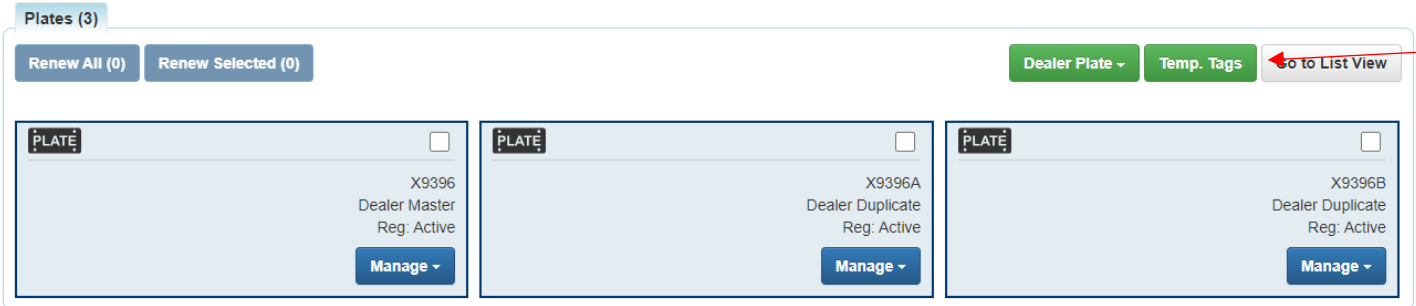 Plates (3)
Renew All (0) Renew Selected (0) Dealer Plate Temp. Tags Go to List View
PLATE PLATE PLATE
X9396 X9396A X9396B
Dealer Master Dealer Duplicate Dealer Duplicate
Reg: Active Reg: Active Reg: Active
Manage Manage Manage